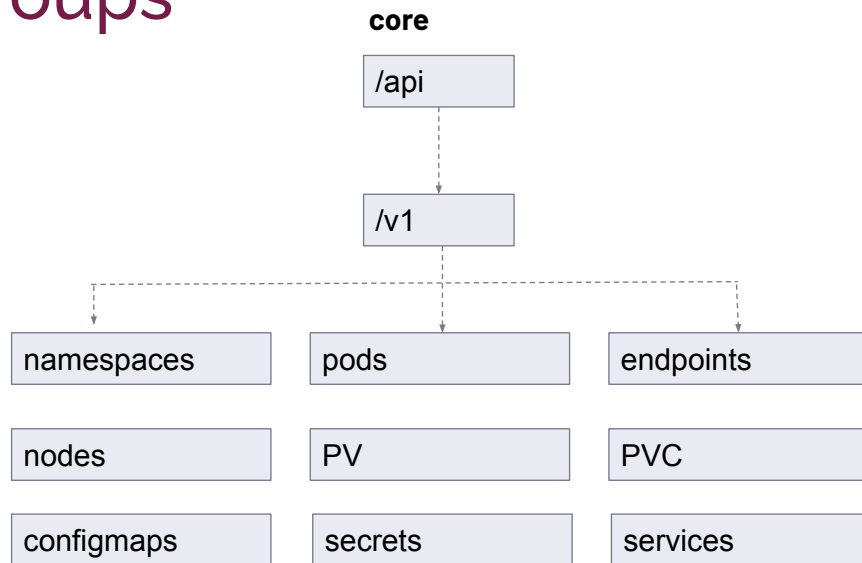 oups
core
/api
/v1
namespaces
pods
endpoints
nodes
PV
PVC
configmaps
secrets
services